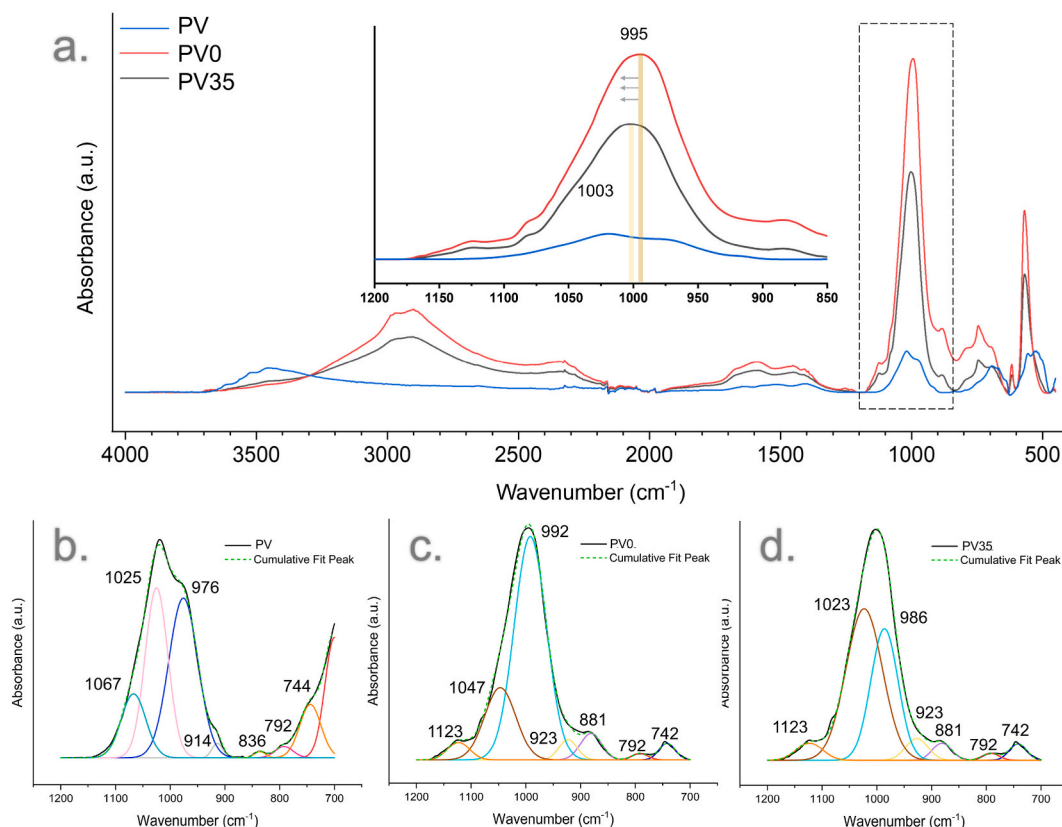 a.
PV
PV0
PV35
995
1003
1200 1150 1100 1050 1000 950 900 850
Absorbance (a.u.)
4000 3500 3000 2500 2000 1500 1000 500
Wavenumber (cm-1)
b.
PV
Cumulative Fit Peak
1025
976
1067
914
836
792
744
Absorbance (a.u.)
1200 1100 1000 900 800 700
Wavenumber (cm-1)
c.
PV0.
Cumulative Fit Peak
992
1047
1123
923
881
792
742
Absorbance (a.u.)
1200 1100 1000 900 800 700
Wavenumber (cm-1)
d.
PV35
Cumulative Fit Peak
1023
986
1123
923
881
792
742
Absorbance (a.u.)
1200 1100 1000 900 800 700
Wavenumber (cm-1)